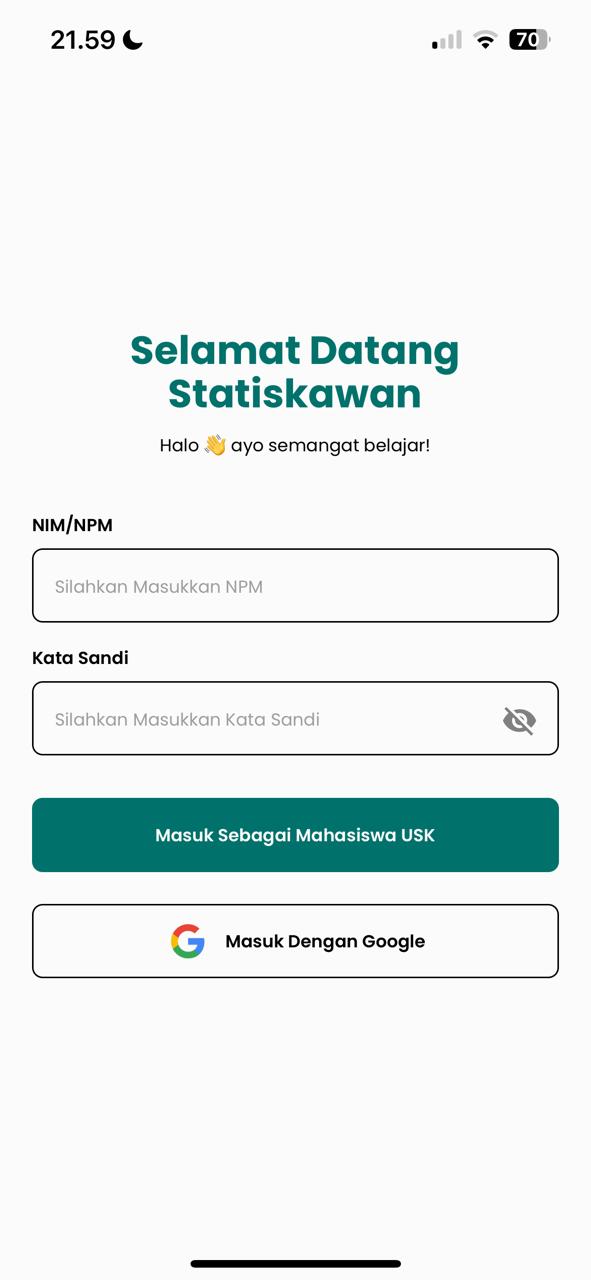 21.59
70
Selamat Datang
Statiskawan
Halo 👋 ayo semangat belajar!
NIM/NPM
Silahkan Masukkan NPM
Kata Sandi
Silahkan Masukkan Kata Sandi
Masuk Sebagai Mahasiswa USK
Masuk Dengan Google